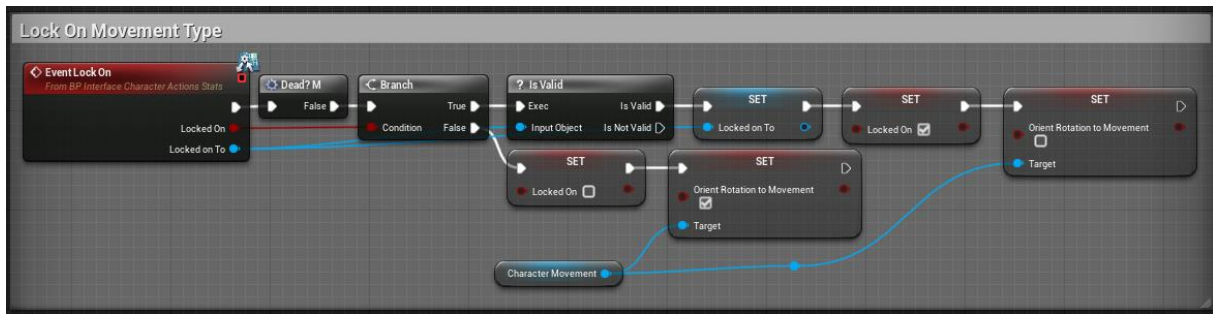 Lock On Movement Type
Event Lock On
From BP Interface Character Actions Stats
Locked On
Locked on To
Dead? M
False
Branch
True
Condition False
? Is Valid
Exec Is Valid
Input Object Is Not Valid
SET
Locked on To
SET
Locked On
SET
Orient Rotation to Movement
Target
SET
Locked On
SET
Orient Rotation to Movement
Target
Character Movement